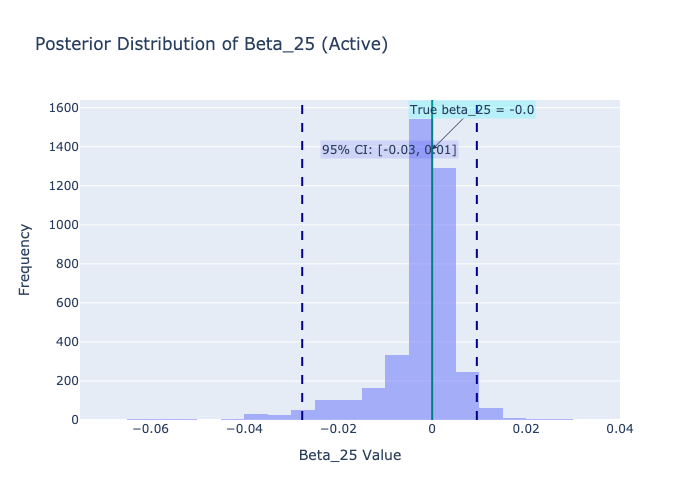 Posterior Distribution of Beta_25 (Active)
True beta_25 = -0.0
95% CI: [-0.03, 0.01]
Frequency
1600
1400
1200
1000
800
600
400
200
0
−0.06 −0.04 −0.02 0 0.02 0.04
Beta_25 Value